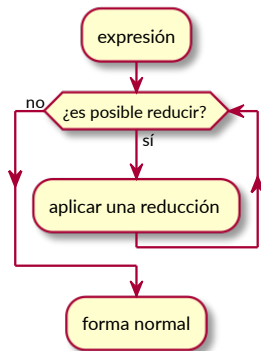 expresión
¿es posible reducir?
no
sí
aplicar una reducción
forma normal